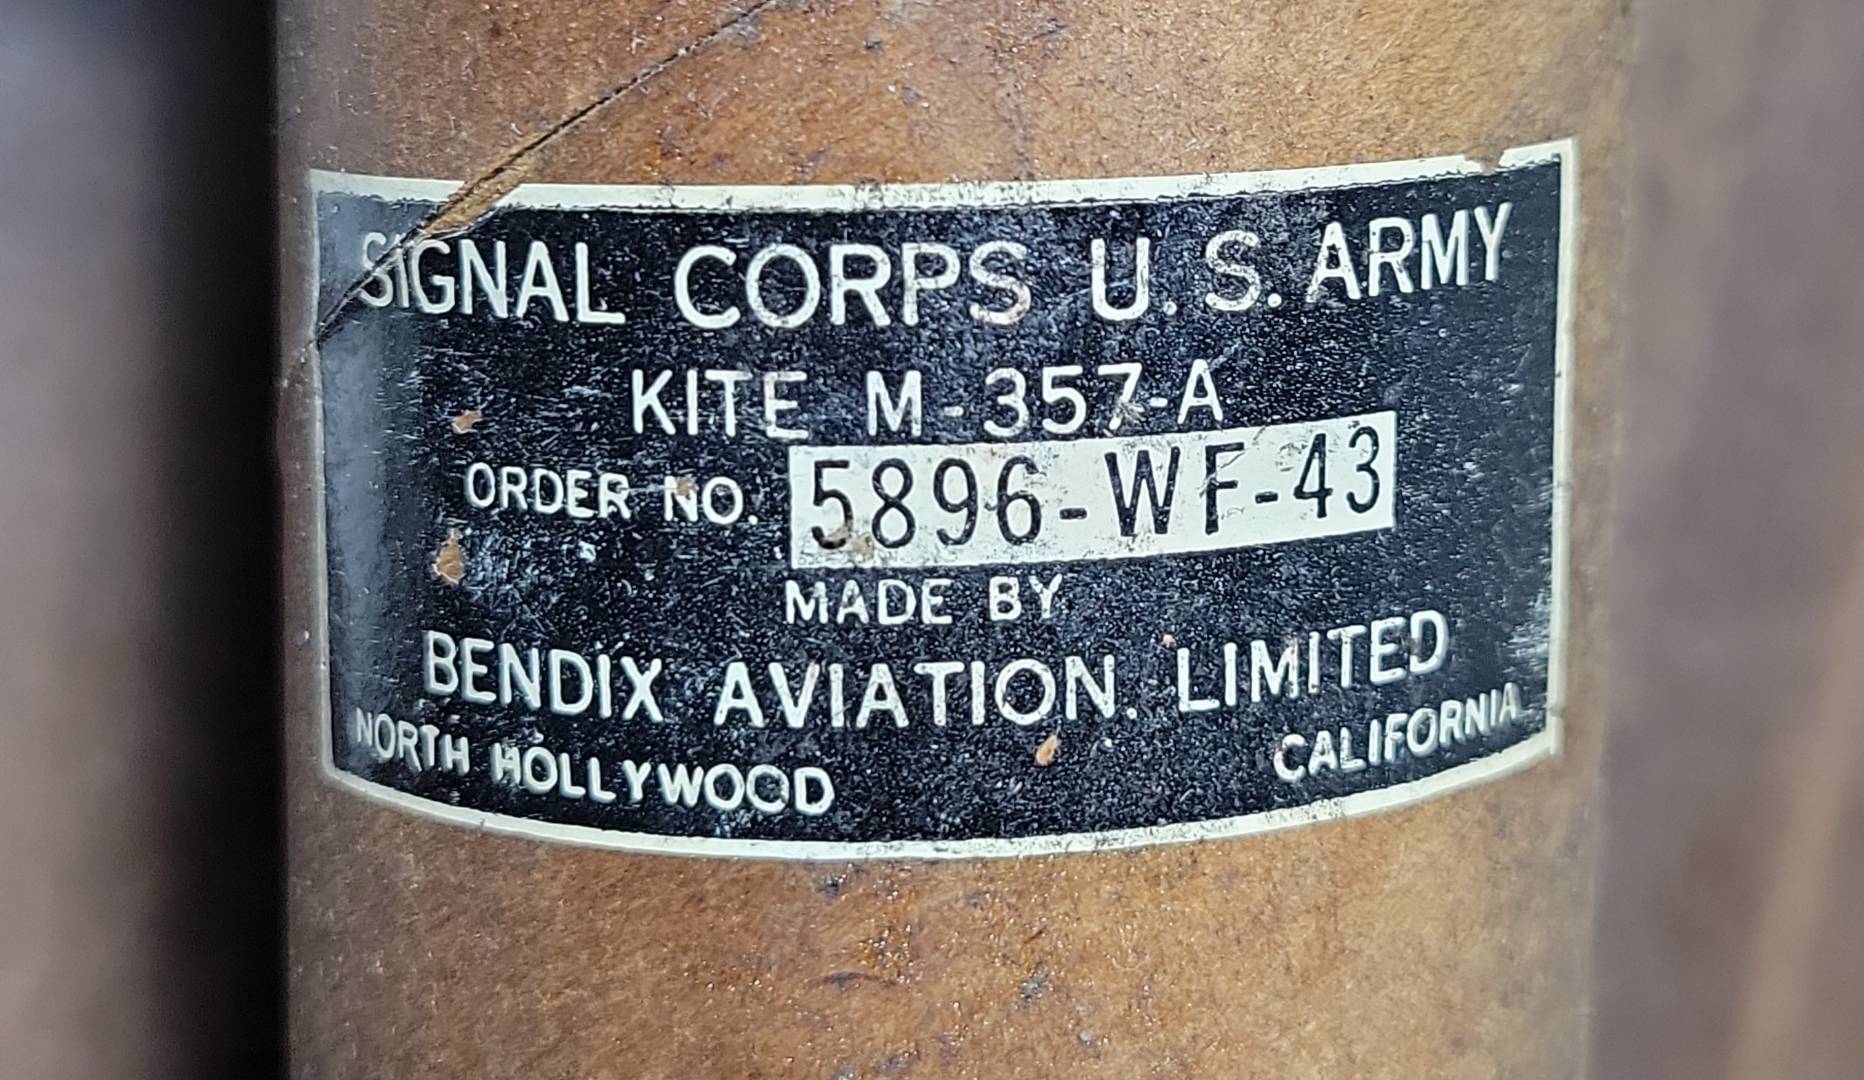 SIGNAL CORPS U.S. ARMY
KITE M-357-A
ORDER NO. 5896-WF-43
MADE BY
BENDIX AVIATION. LIMITED
NORTH HOLLYWOOD CALIFORNIA